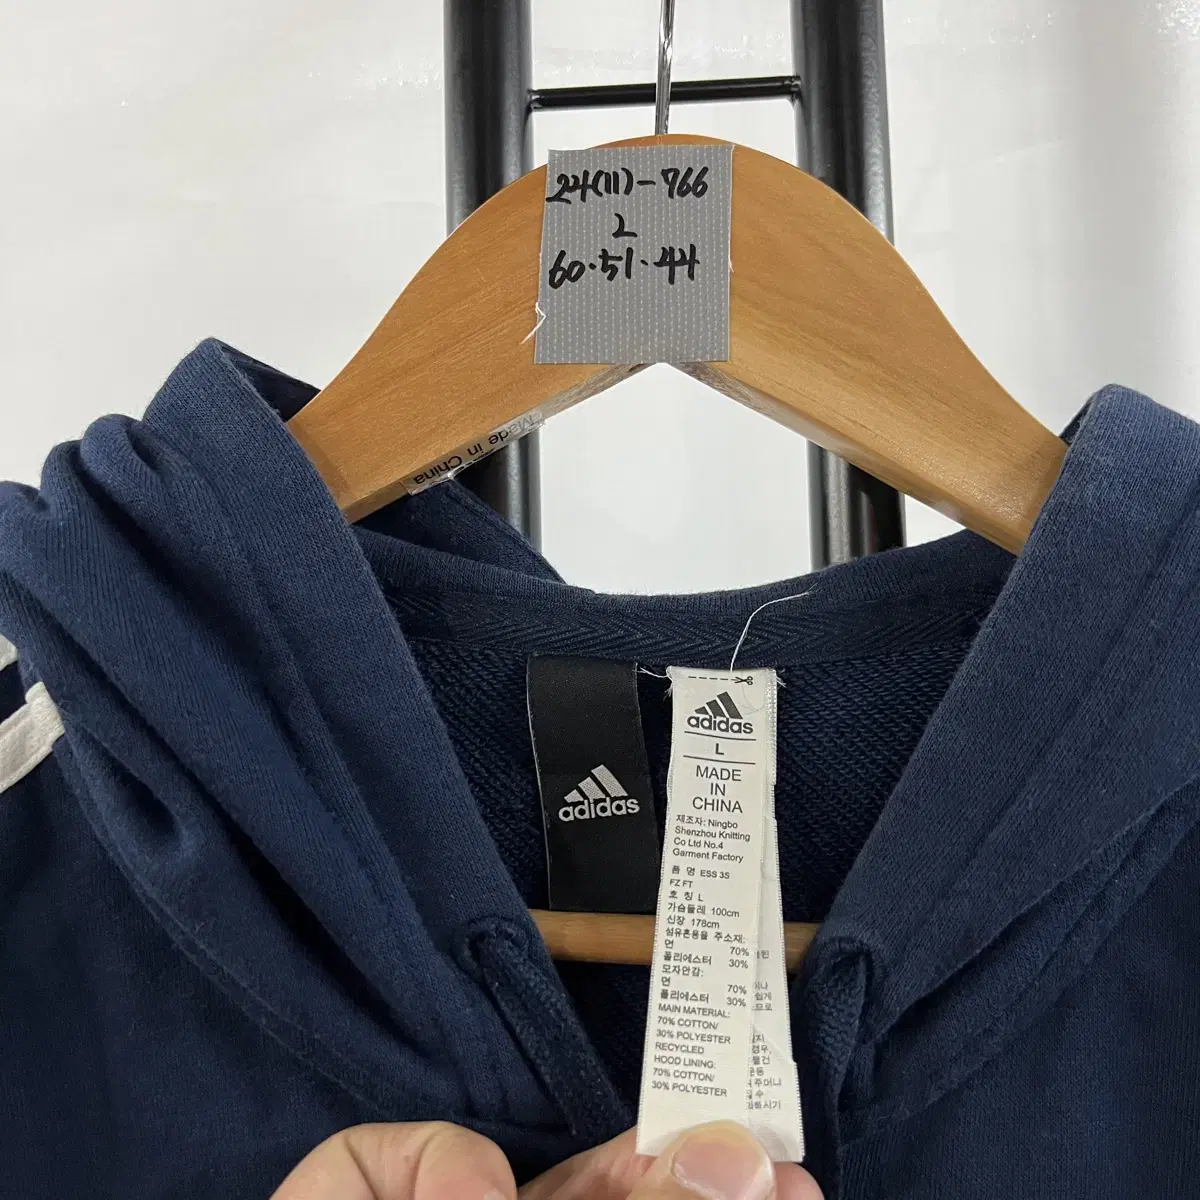 24(11)-766
2
60.51.44
Made in China
adidas
adidas
L
MADE
IN
CHINA
제조자: Ningbo
Shenzhou Knitting
Co Ltd No.4
Garment Factory
품 명 ESS 3S
FZ FT
호 칭 L
가슴둘레 100cm
신장 178cm
섬유혼용율 주소재:
면 70%
폴리에스터 30%
모자안감:
면 70%
폴리에스터 30%
MAIN MATERIAL:
70% COTTON/
30% POLYESTER
RECYCLED
HOOD LINING:
70% COTTON/
30% POLYESTER